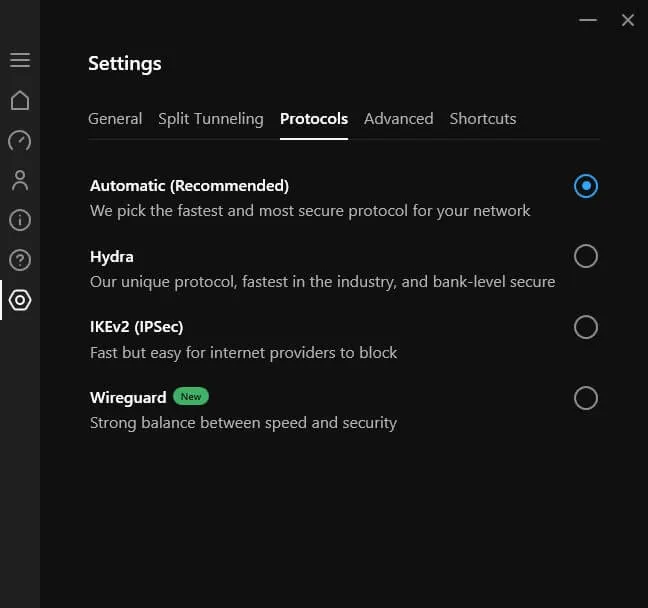 Settings
General Split Tunneling Protocols Advanced Shortcuts
Automatic (Recommended)
We pick the fastest and most secure protocol for your network
Hydra
Our unique protocol, fastest in the industry, and bank-level secure
IKEv2 (IPSec)
Fast but easy for internet providers to block
Wireguard New
Strong balance between speed and security